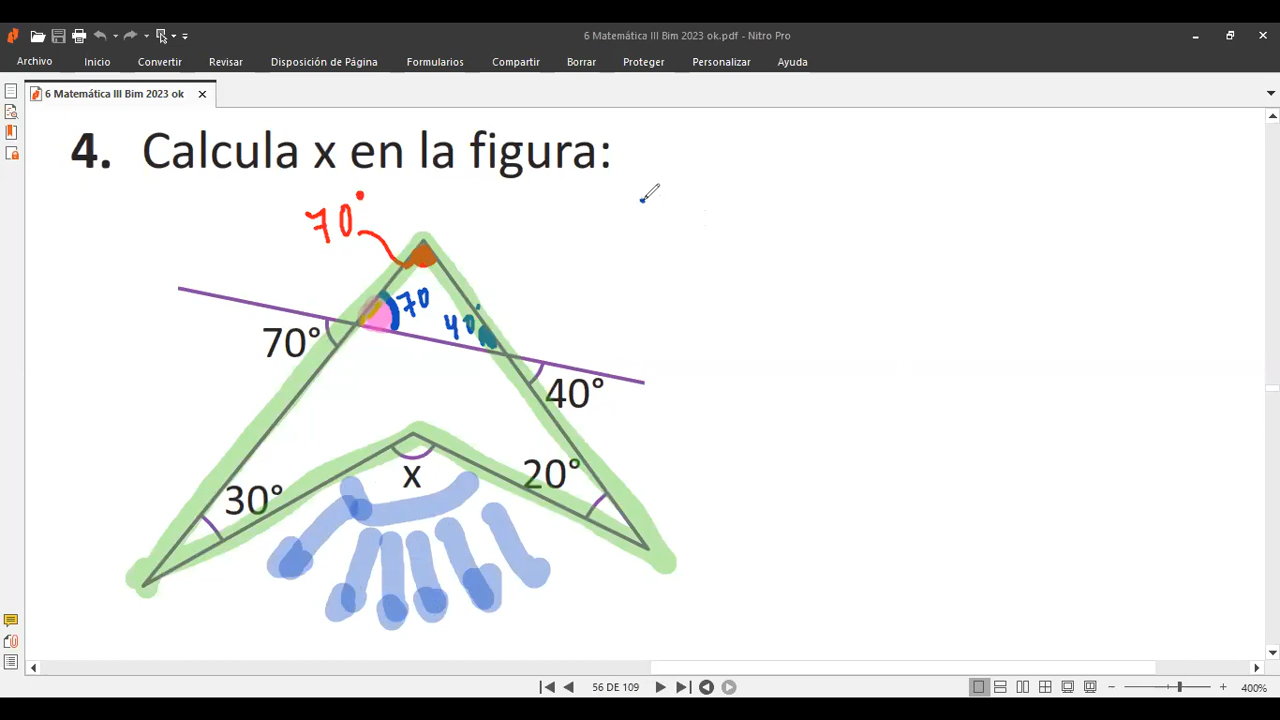 6 Matemática III Bim 2023 ok.pdf - Nitro Pro
Archivo Inicio Convertir Revisar Disposición de Página Formularios Compartir Borrar Proteger Personalizar Ayuda
6 Matemática III Bim 2023 ok
4. Calcula x en la figura:
70°
70
40°
70°
40°
30°
x
20°
56 DE 109
400%